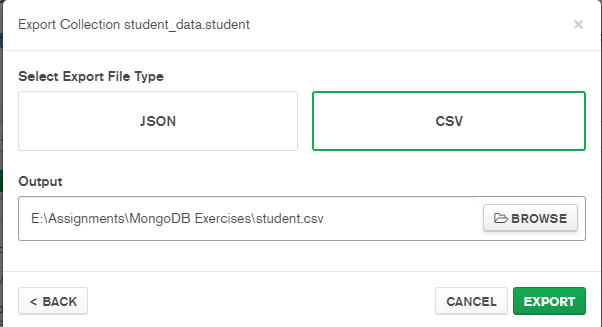 Export Collection student_data.student ×
Select Export File Type
JSON CSV
Output
E:\Assignments\MongoDB Exercises\student.csv BROWSE
< BACK CANCEL EXPORT